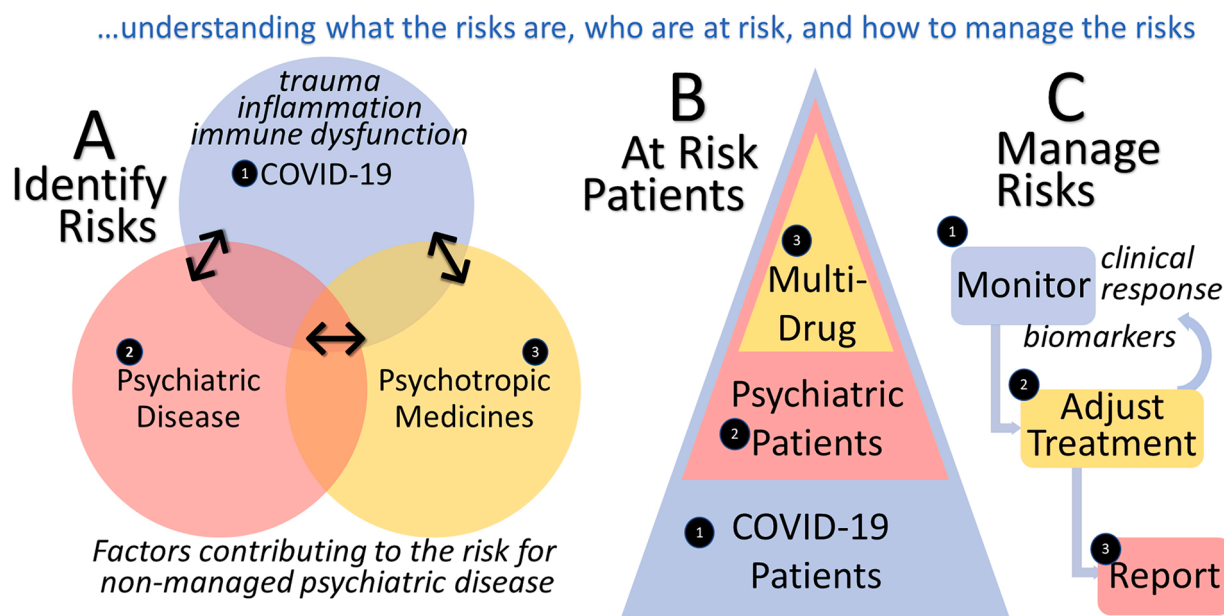 ...understanding what the risks are, who are at risk, and how to manage the risks
A
Identify
Risks
trauma
inflammation
immune dysfunction
1 COVID-19
2
Psychiatric
Disease
3
Psychotropic
Medicines
Factors contributing to the risk for
non-managed psychiatric disease
B
At Risk
Patients
3
Multi-
Drug
Psychiatric
2 Patients
1 COVID-19
Patients
C
Manage
Risks
1
Monitor
clinical
response
biomarkers
2
Adjust
Treatment
3
Report